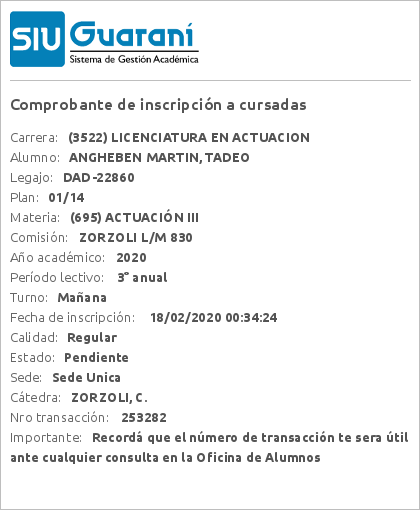 SIU Guaraní
Sistema de Gestión Académica
Comprobante de inscripción a cursadas
Carrera: (3522) LICENCIATURA EN ACTUACION
Alumno: ANGHEBEN MARTIN, TADEO
Legajo: DAD-22860
Plan: 01/14
Materia: (695) ACTUACIÓN III
Comisión: ZORZOLI L/M 830
Año académico: 2020
Período lectivo: 3° anual
Turno: Mañana
Fecha de inscripción: 18/02/2020 00:34:24
Calidad: Regular
Estado: Pendiente
Sede: Sede Unica
Cátedra: ZORZOLI, C.
Nro transacción: 253282
Importante: Recordá que el número de transacción te sera útil
ante cualquier consulta en la Oficina de Alumnos